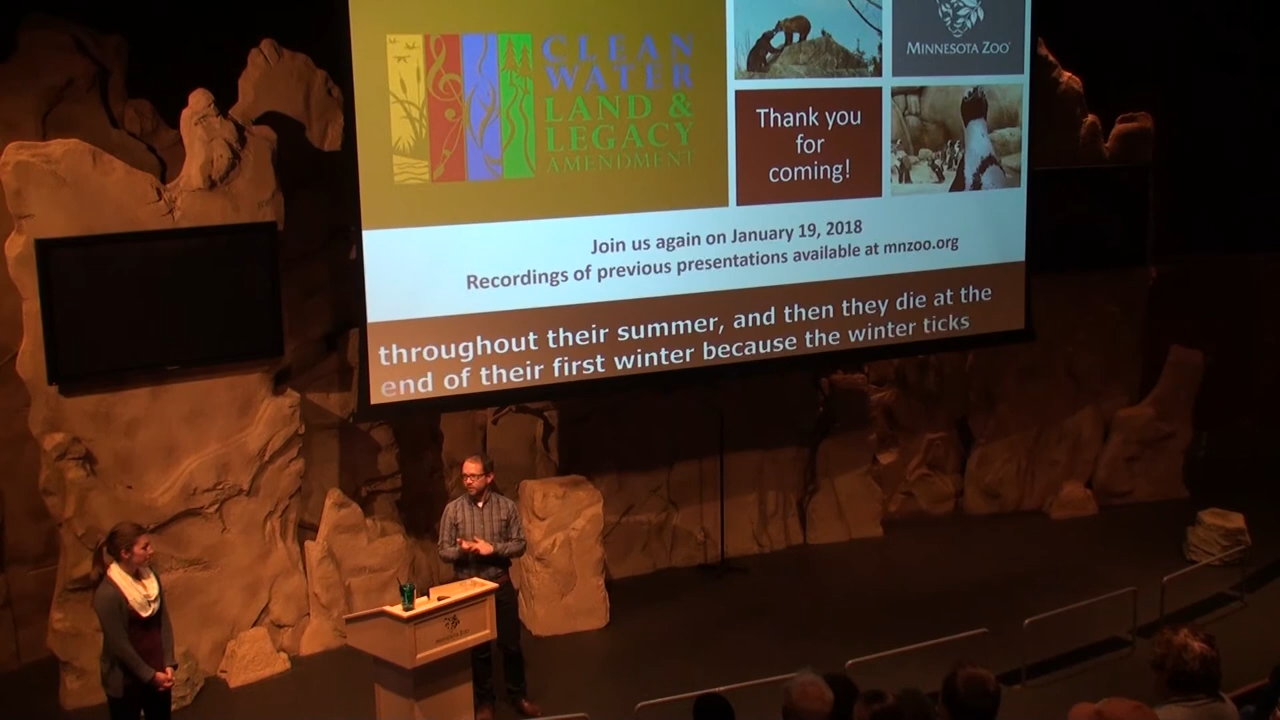 CLEAN
WATER
LAND &
LEGACY
AMENDMENT
MINNESOTA ZOO
Thank you
for
coming!
Join us again on January 19, 2018
Recordings of previous presentations available at mnzoo.org
throughout their summer, and then they die at the
end of their first winter because the winter ticks
MINNESOTA ZOO